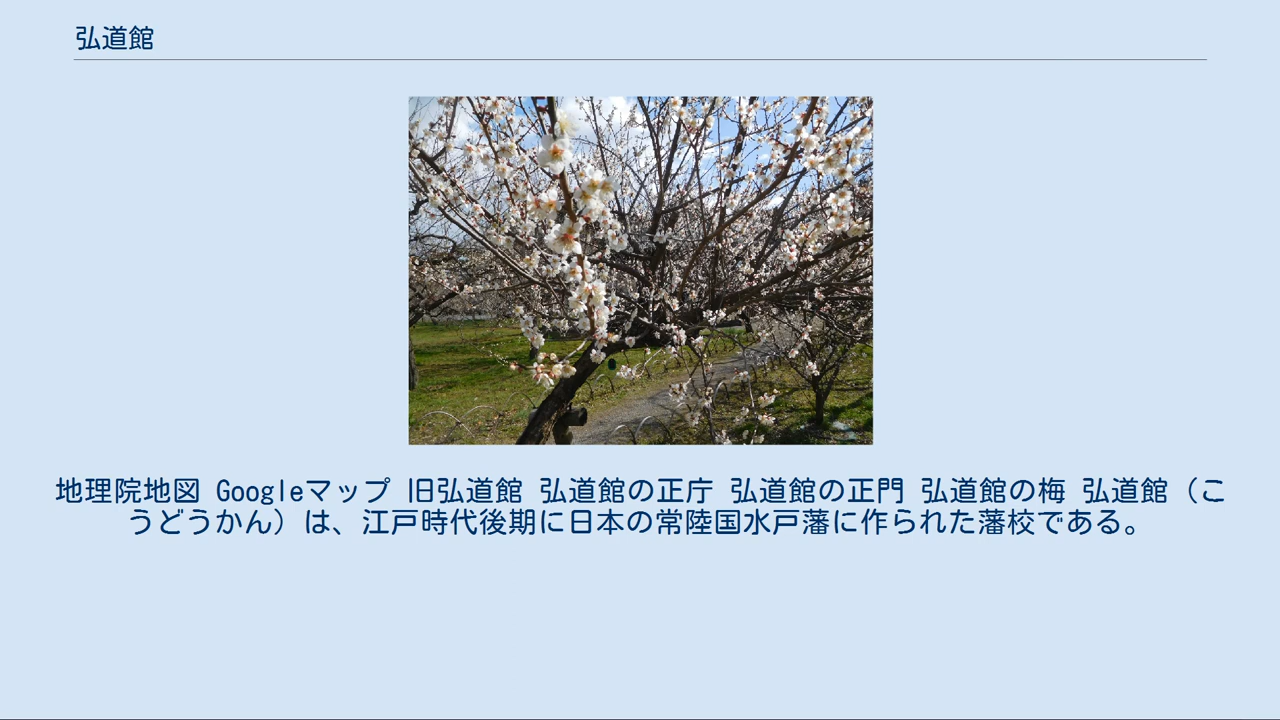 弘道館
地理院地図 Googleマップ 旧弘道館 弘道館の正庁 弘道館の正門 弘道館の梅 弘道館（こ
うどうかん）は、江戸時代後期に日本の常陸国水戸藩に作られた藩校である。